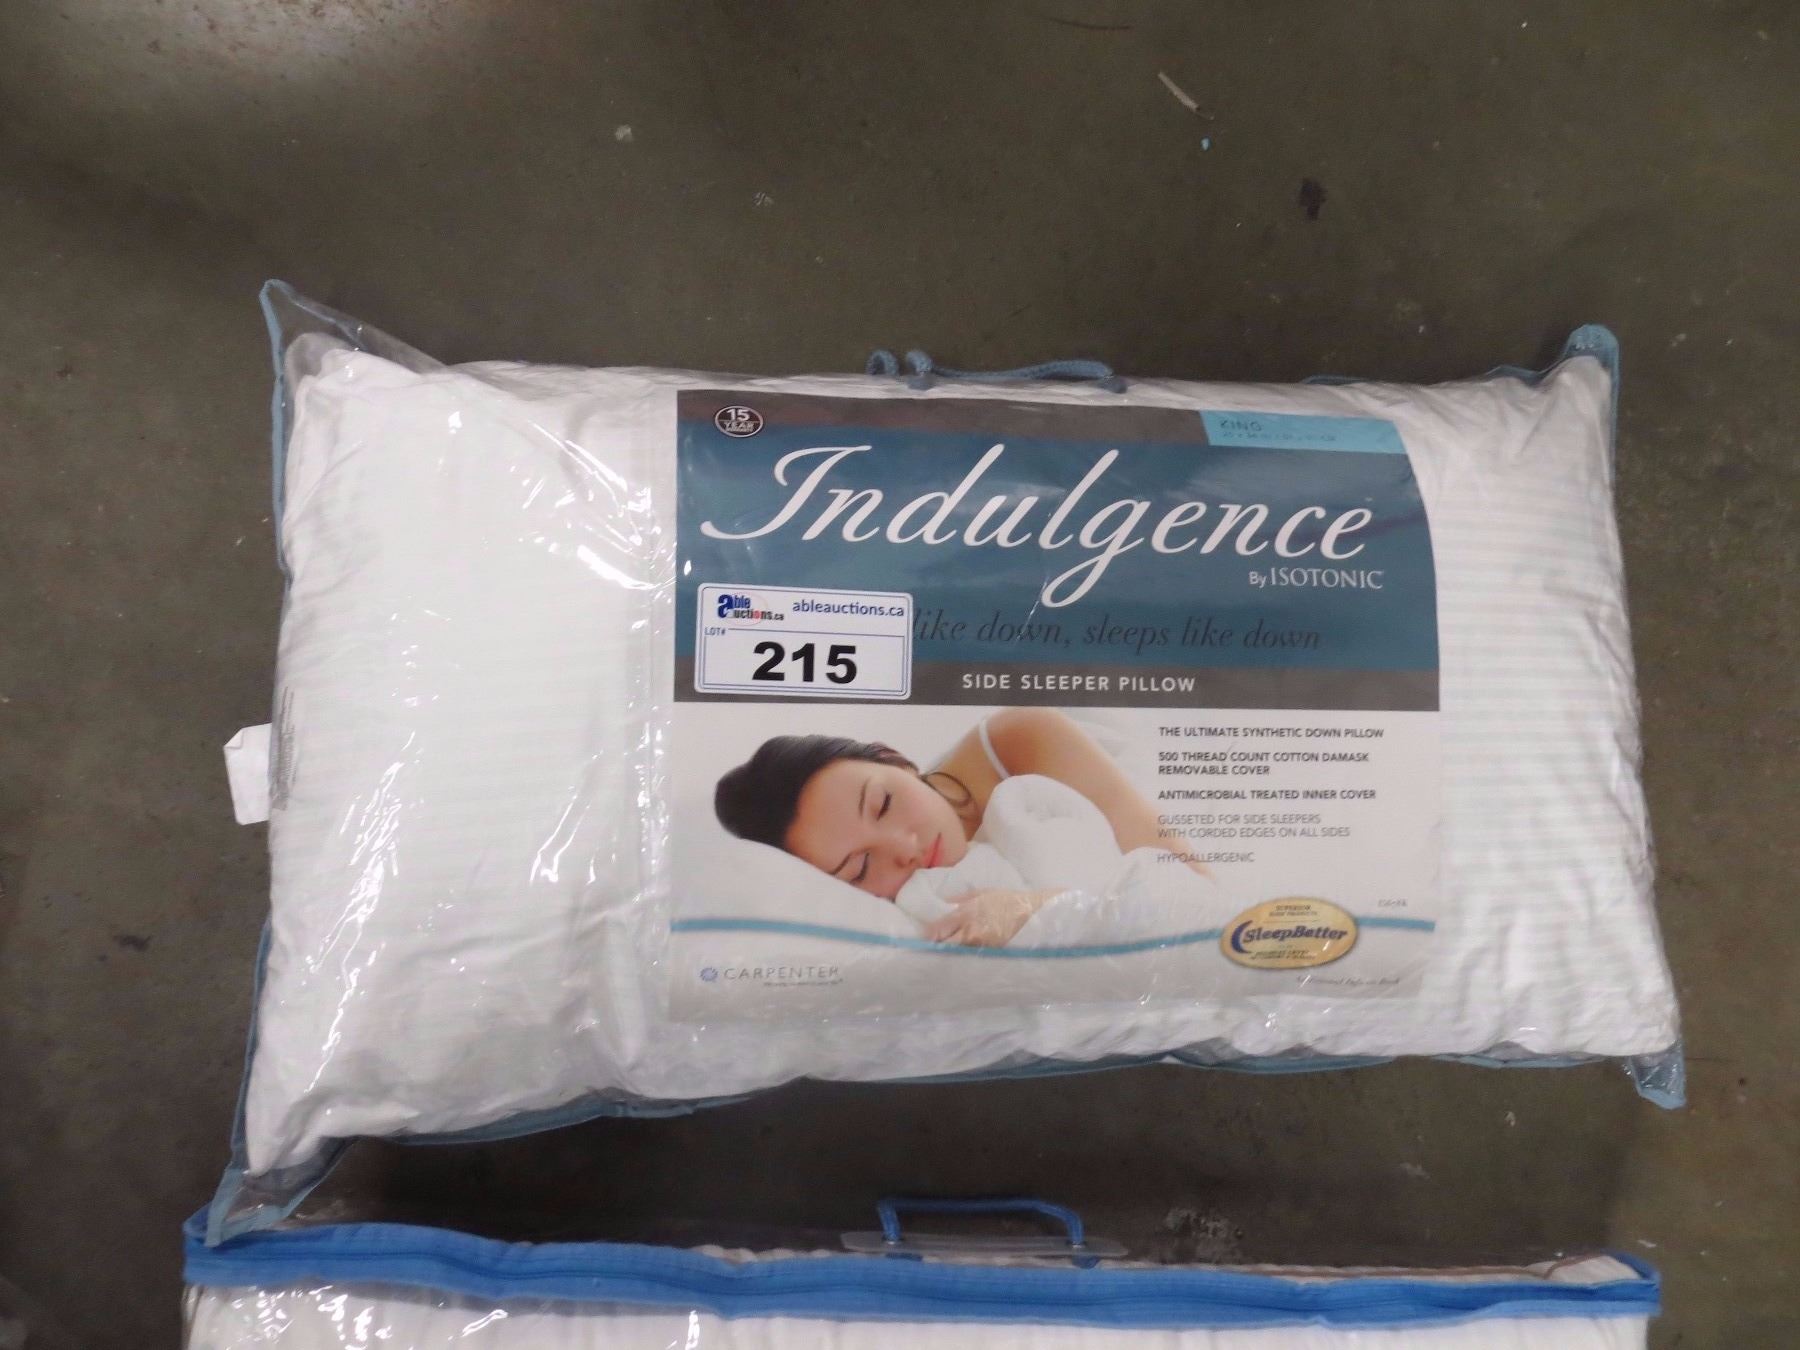 15
YEAR
KING
Indulgence
By ISOTONIC
like down, sleeps like down
SIDE SLEEPER PILLOW
able auctions.ca
ableauctions.ca
LOT#
215
THE ULTIMATE SYNTHETIC DOWN PILLOW
500 THREAD COUNT COTTON DAMASK
REMOVABLE COVER
ANTIMICROBIAL TREATED INNER COVER
GUSSETED FOR SIDE SLEEPERS
WITH CORDED EDGES ON ALL SIDES
HYPOALLERGENIC
SUPERIOR
SleepBetter
CARPENTER